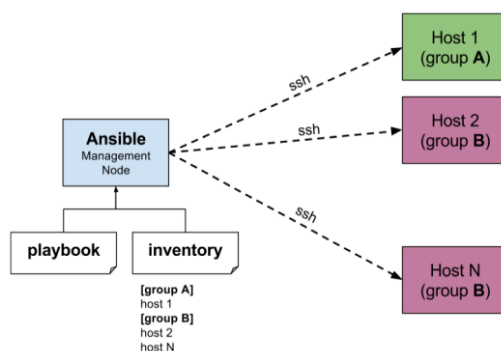 Host 1
(group A)
ssh
Host 2
(group B)
ssh
Ansible
Management
Node
ssh
playbook
inventory
Host N
(group B)
[group A]
host 1
[group B]
host 2
host N